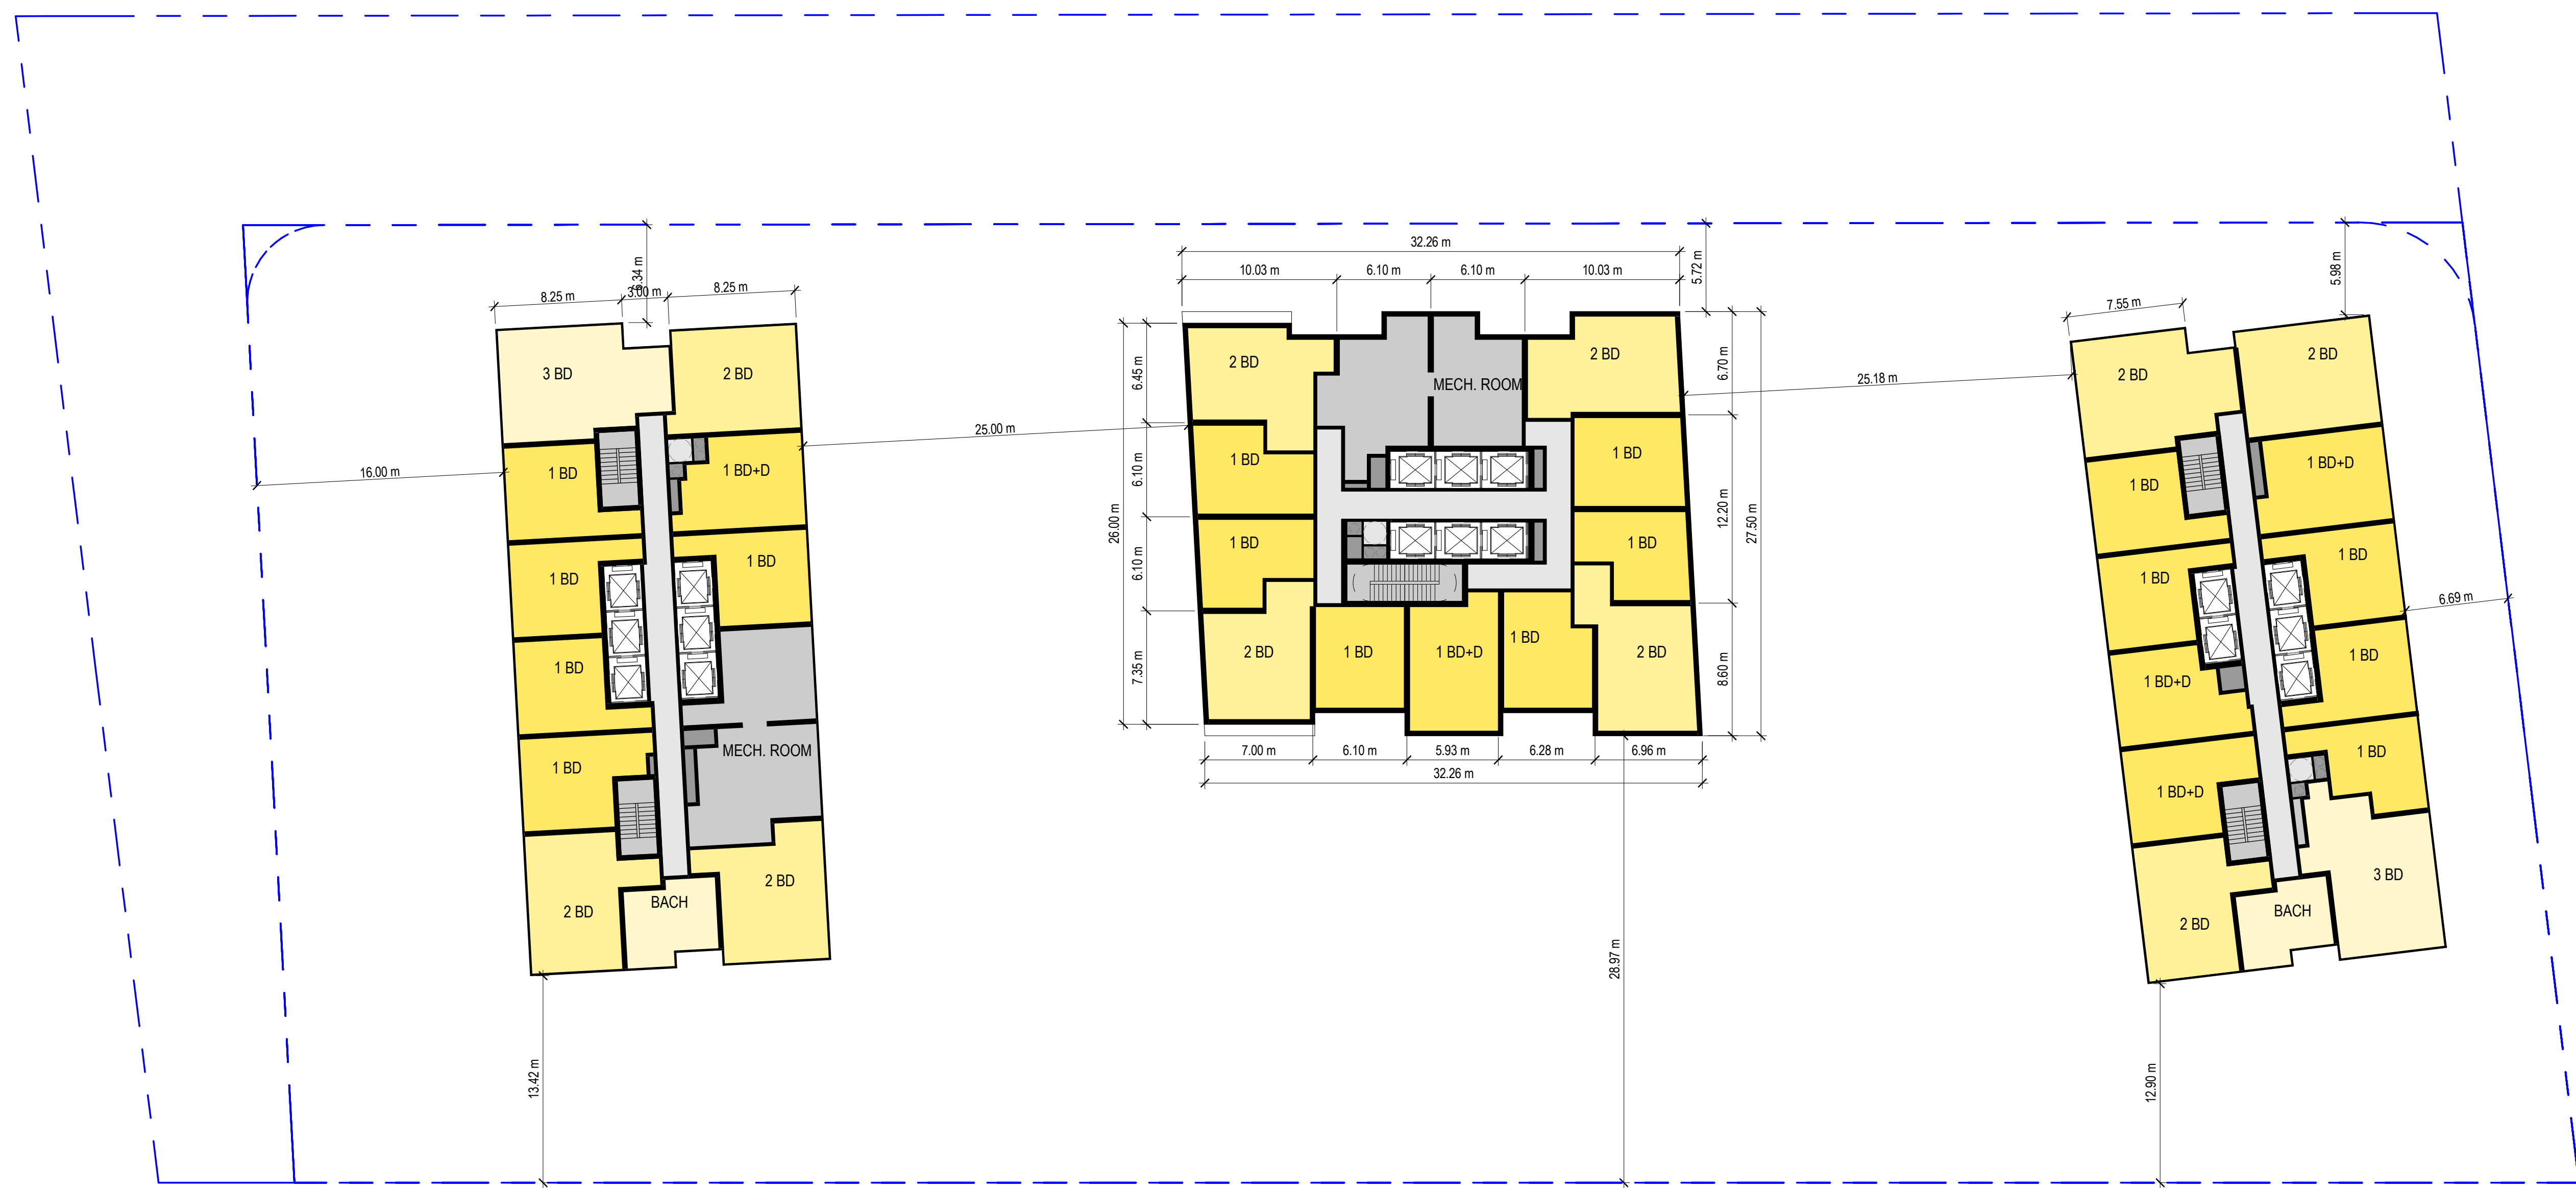 6.34 m
8.25 m
3.00 m
8.25 m
3 BD
2 BD
1 BD
1 BD+D
16.00 m
25.00 m
1 BD
1 BD
1 BD
1 BD
MECH. ROOM
2 BD
2 BD
BACH
13.42 m
32.26 m
10.03 m
6.10 m
6.10 m
10.03 m
5.72 m
2 BD
MECH. ROOM
2 BD
6.45 m
6.10 m
26.00 m
6.10 m
7.35 m
6.70 m
12.20 m
27.50 m
8.60 m
1 BD
1 BD
1 BD
1 BD
2 BD
1 BD
1 BD+D
1 BD
2 BD
7.00 m
6.10 m
5.93 m
6.28 m
6.96 m
32.26 m
28.97 m
25.18 m
7.55 m
5.98 m
2 BD
2 BD
1 BD
1 BD+D
1 BD
1 BD
6.69 m
1 BD+D
1 BD
1 BD+D
1 BD
2 BD
BACH
3 BD
12.90 m